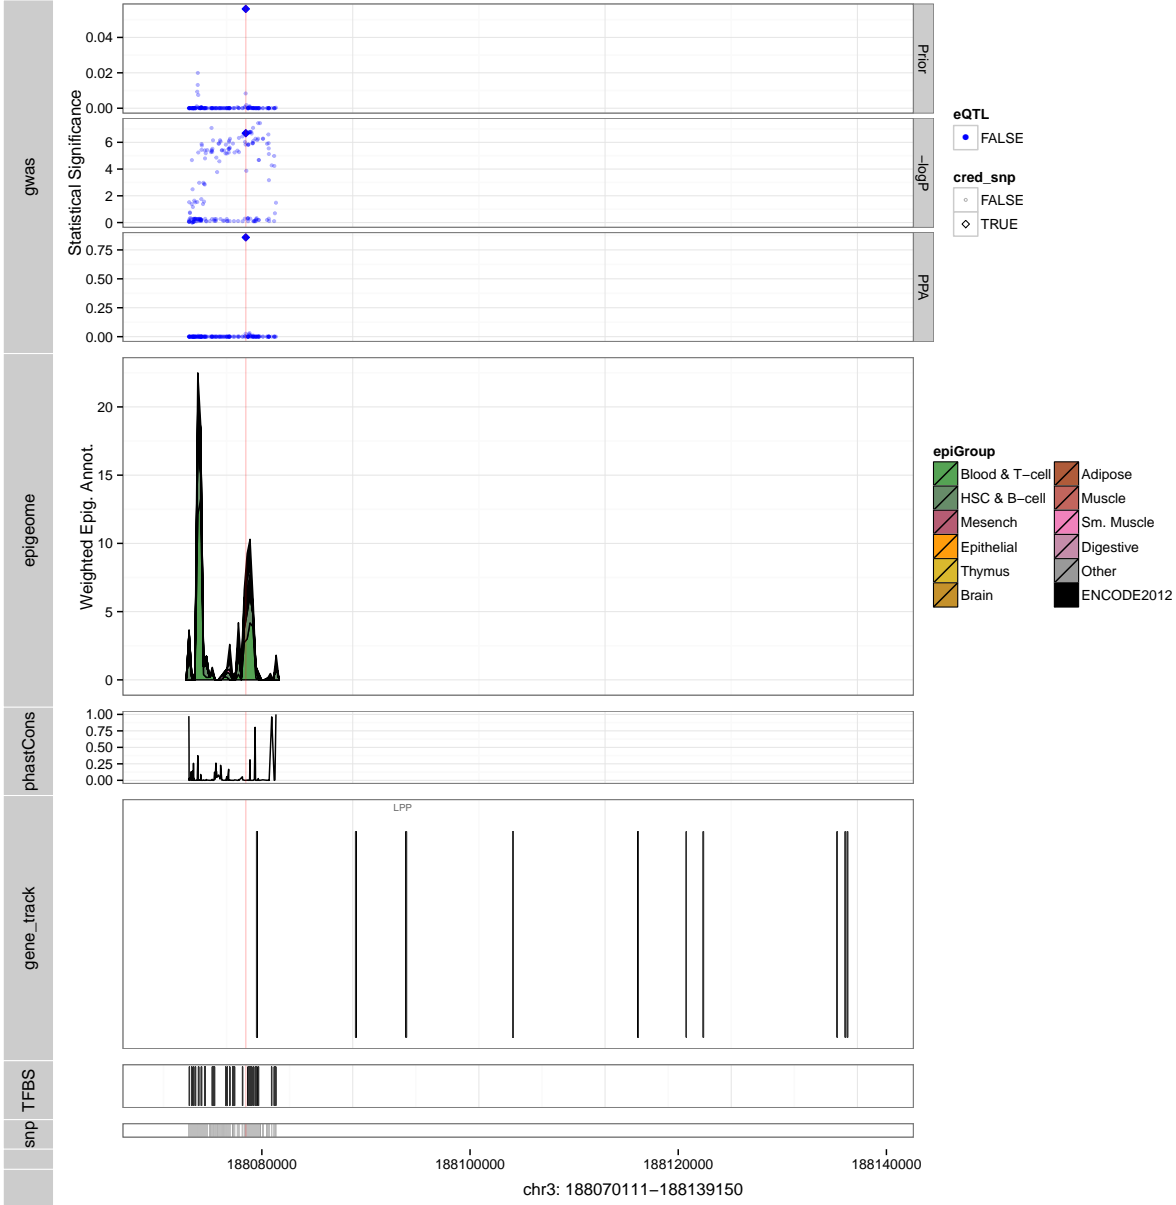 gwas
Statistical Significance
0.04
0.02
0.00
Prior
6
4
2
0
−logP
0.75
0.50
0.25
0.00
PPA
eQTL
FALSE
cred_snp
FALSE
TRUE
epigeome
Weighted Epig. Annot.
20
15
10
5
0
epiGroup
Blood & T−cell
HSC & B−cell
Mesench
Epithelial
Thymus
Brain
Adipose
Muscle
Sm. Muscle
Digestive
Other
ENCODE2012
phastCons
1.00
0.75
0.50
0.25
0.00
gene_track
LPP
TFBS
snp
188080000
188100000
188120000
188140000
chr3: 188070111−188139150